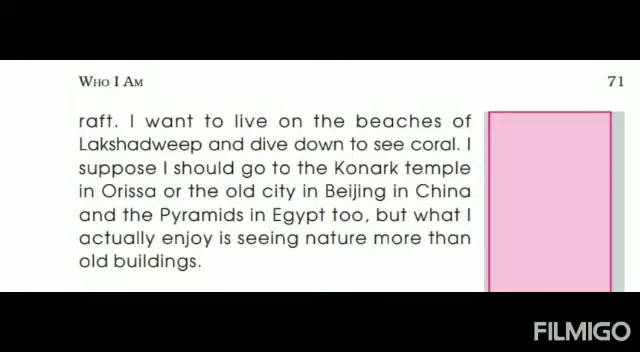 WHO I AM
71
raft. I want to live on the beaches of
Lakshadweep and dive down to see coral. I
suppose I should go to the Konark temple
in Orissa or the old city in Beijing in China
and the Pyramids in Egypt too, but what I
actually enjoy is seeing nature more than
old buildings.
FILMIGO